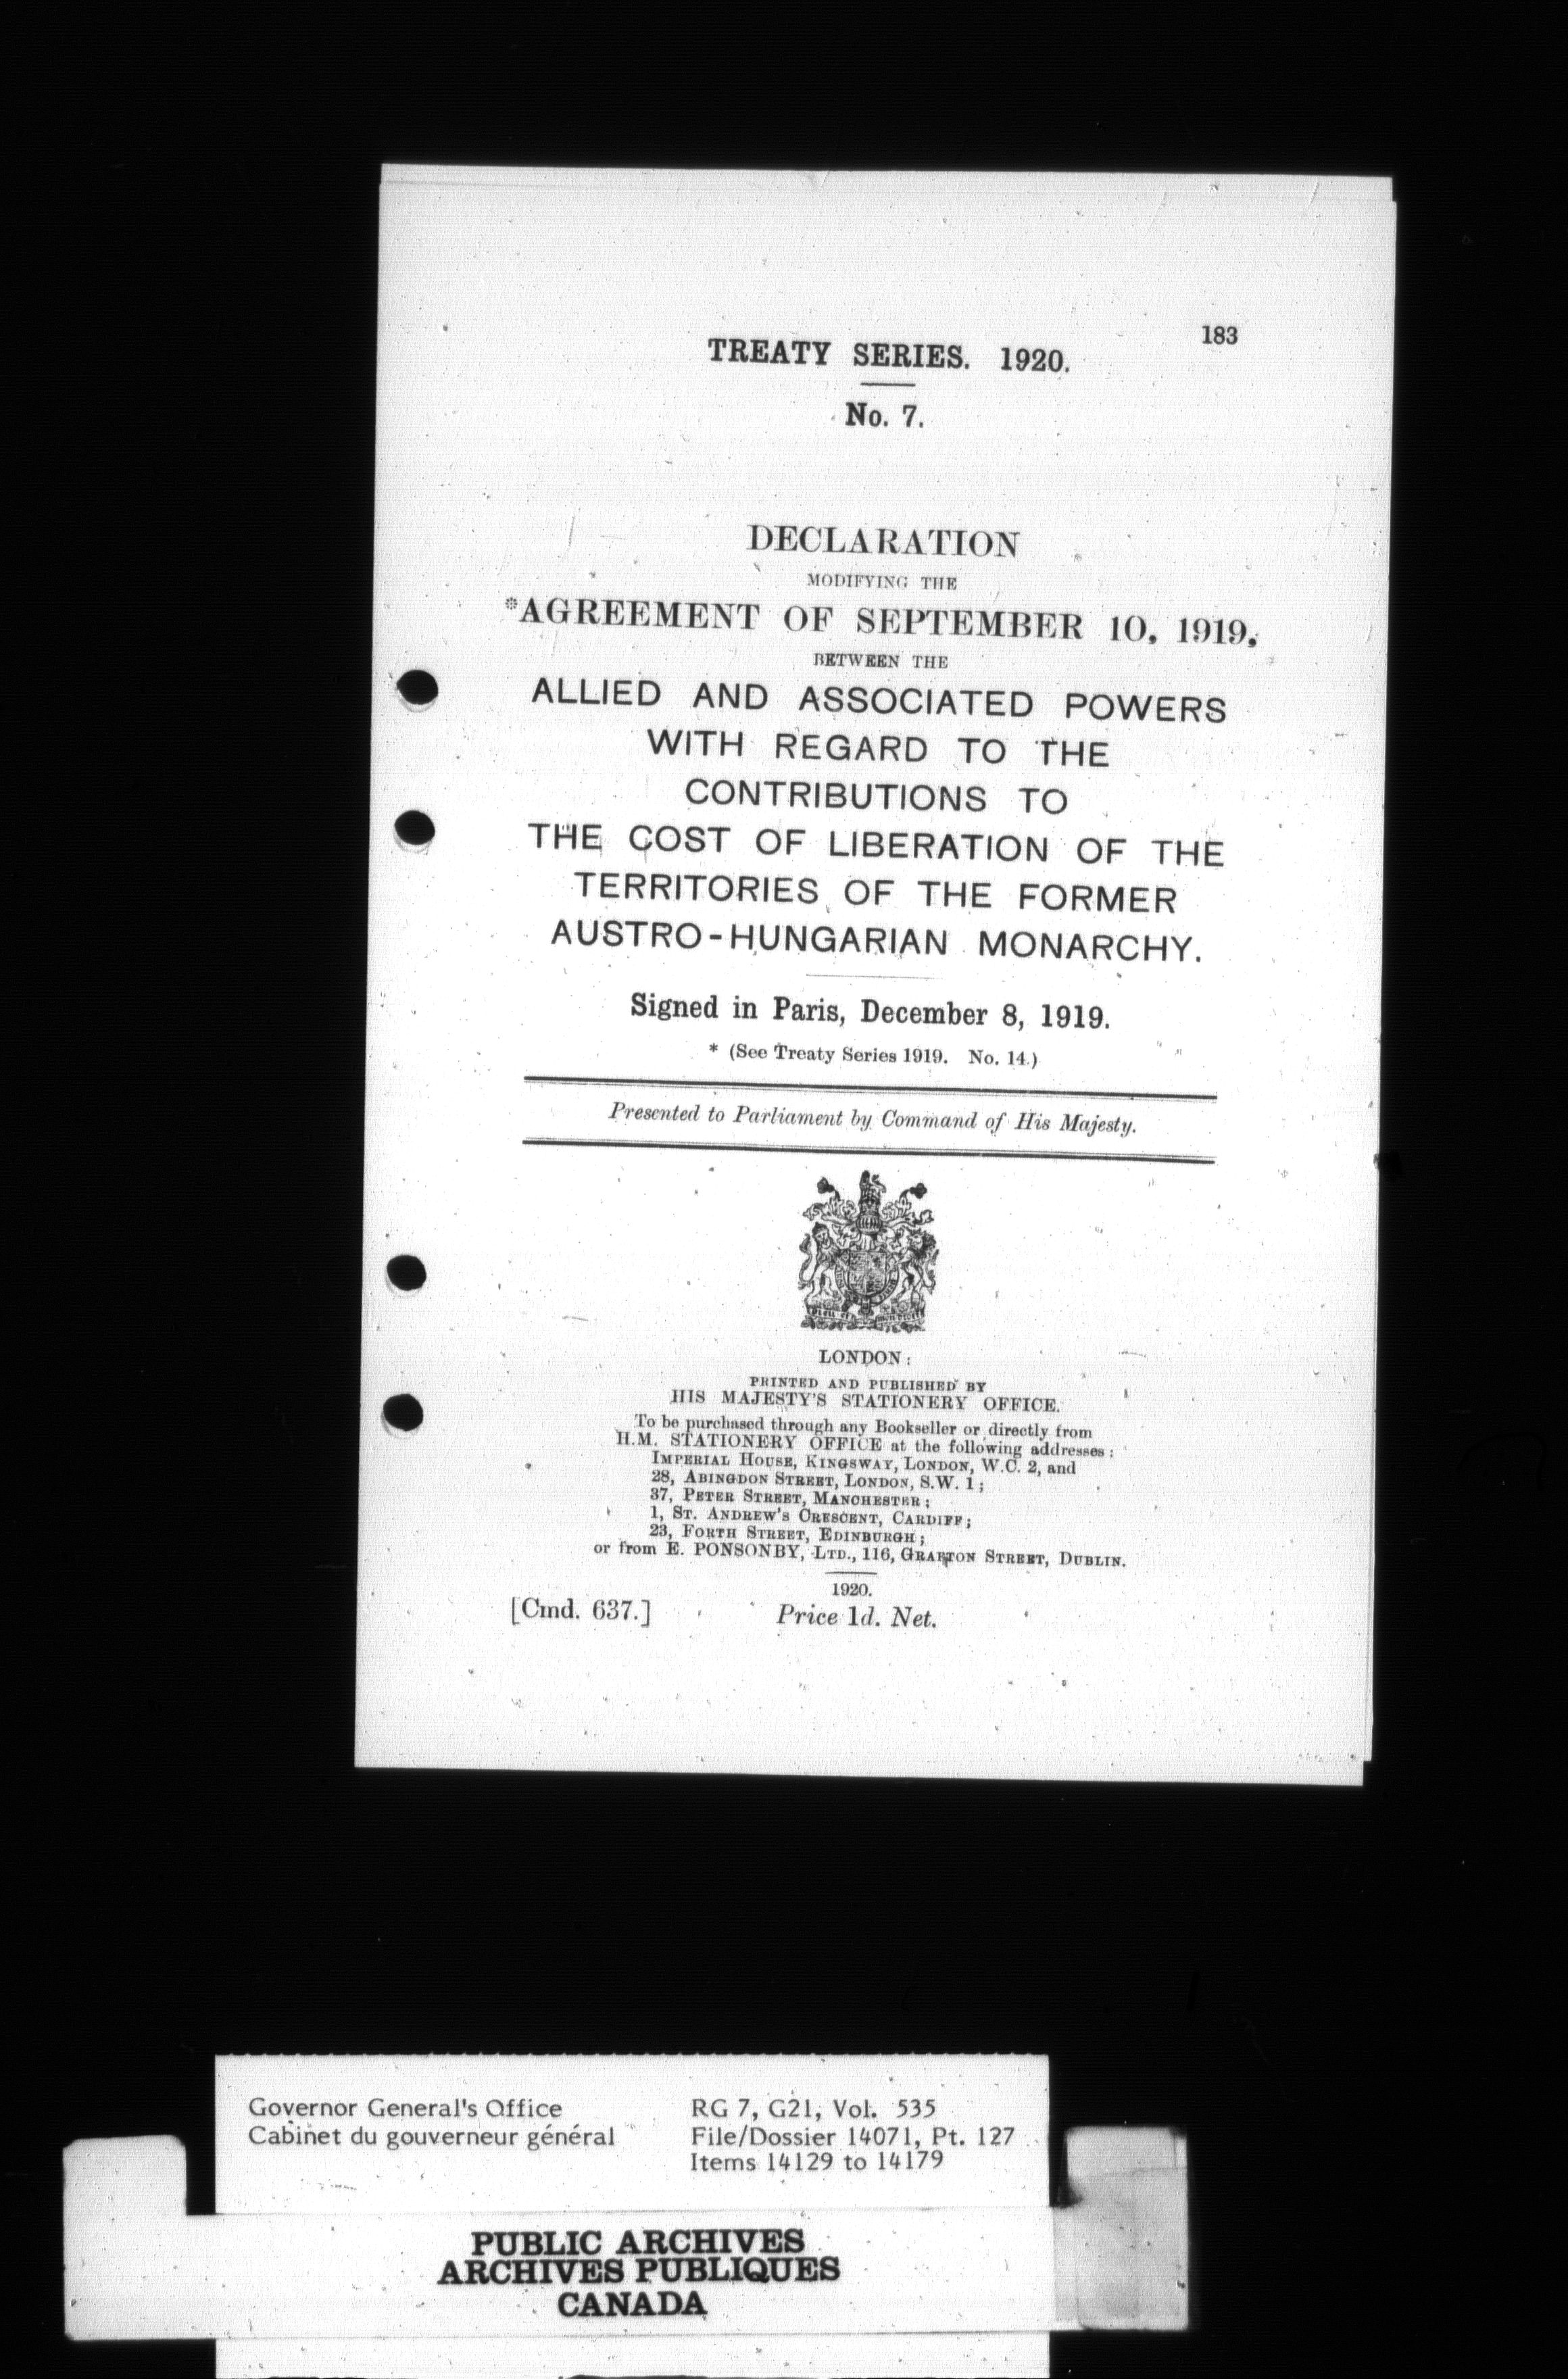 183
TREATY SERIES. 1920.
No. 7.
DECLARATION
MODIFYING THE
*AGREEMENT OF SEPTEMBER 10, 1919,
BETWEEN THE
ALLIED AND ASSOCIATED POWERS
WITH REGARD TO THE
CONTRIBUTIONS TO
THE COST OF LIBERATION OF THE
TERRITORIES OF THE FORMER
AUSTRO-HUNGARIAN MONARCHY.
Signed in Paris, December 8, 1919.
* (See Treaty Series 1919. No. 14.)
Presented to Parliament by Command of His Majesty.
LONDON:
PRINTED AND PUBLISHED BY
HIS MAJESTY'S STATIONERY OFFICE.
To be purchased through any Bookseller or directly from
H.M. STATIONERY OFFICE at the following addresses:
IMPERIAL HOUSE, KINGSWAY, LONDON, W.C. 2, and
28, ABINGDON STREET, LONDON, S.W. 1;
37, PETER STREET, MANCHESTER;
1, ST. ANDREW'S CRESCENT, CARDIFF;
23, FORTH STREET, EDINBURGH;
or from E. PONSONBY, LTD., 116, GRAFTON STREET, DUBLIN.
1920.
[Cmd. 637.] Price 1d. Net.
Governor General's Office RG 7, G21, Vol. 535
Cabinet du gouverneur général File/Dossier 14071, Pt. 127
Items 14129 to 14179
PUBLIC ARCHIVES
ARCHIVES PUBLIQUES
CANADA